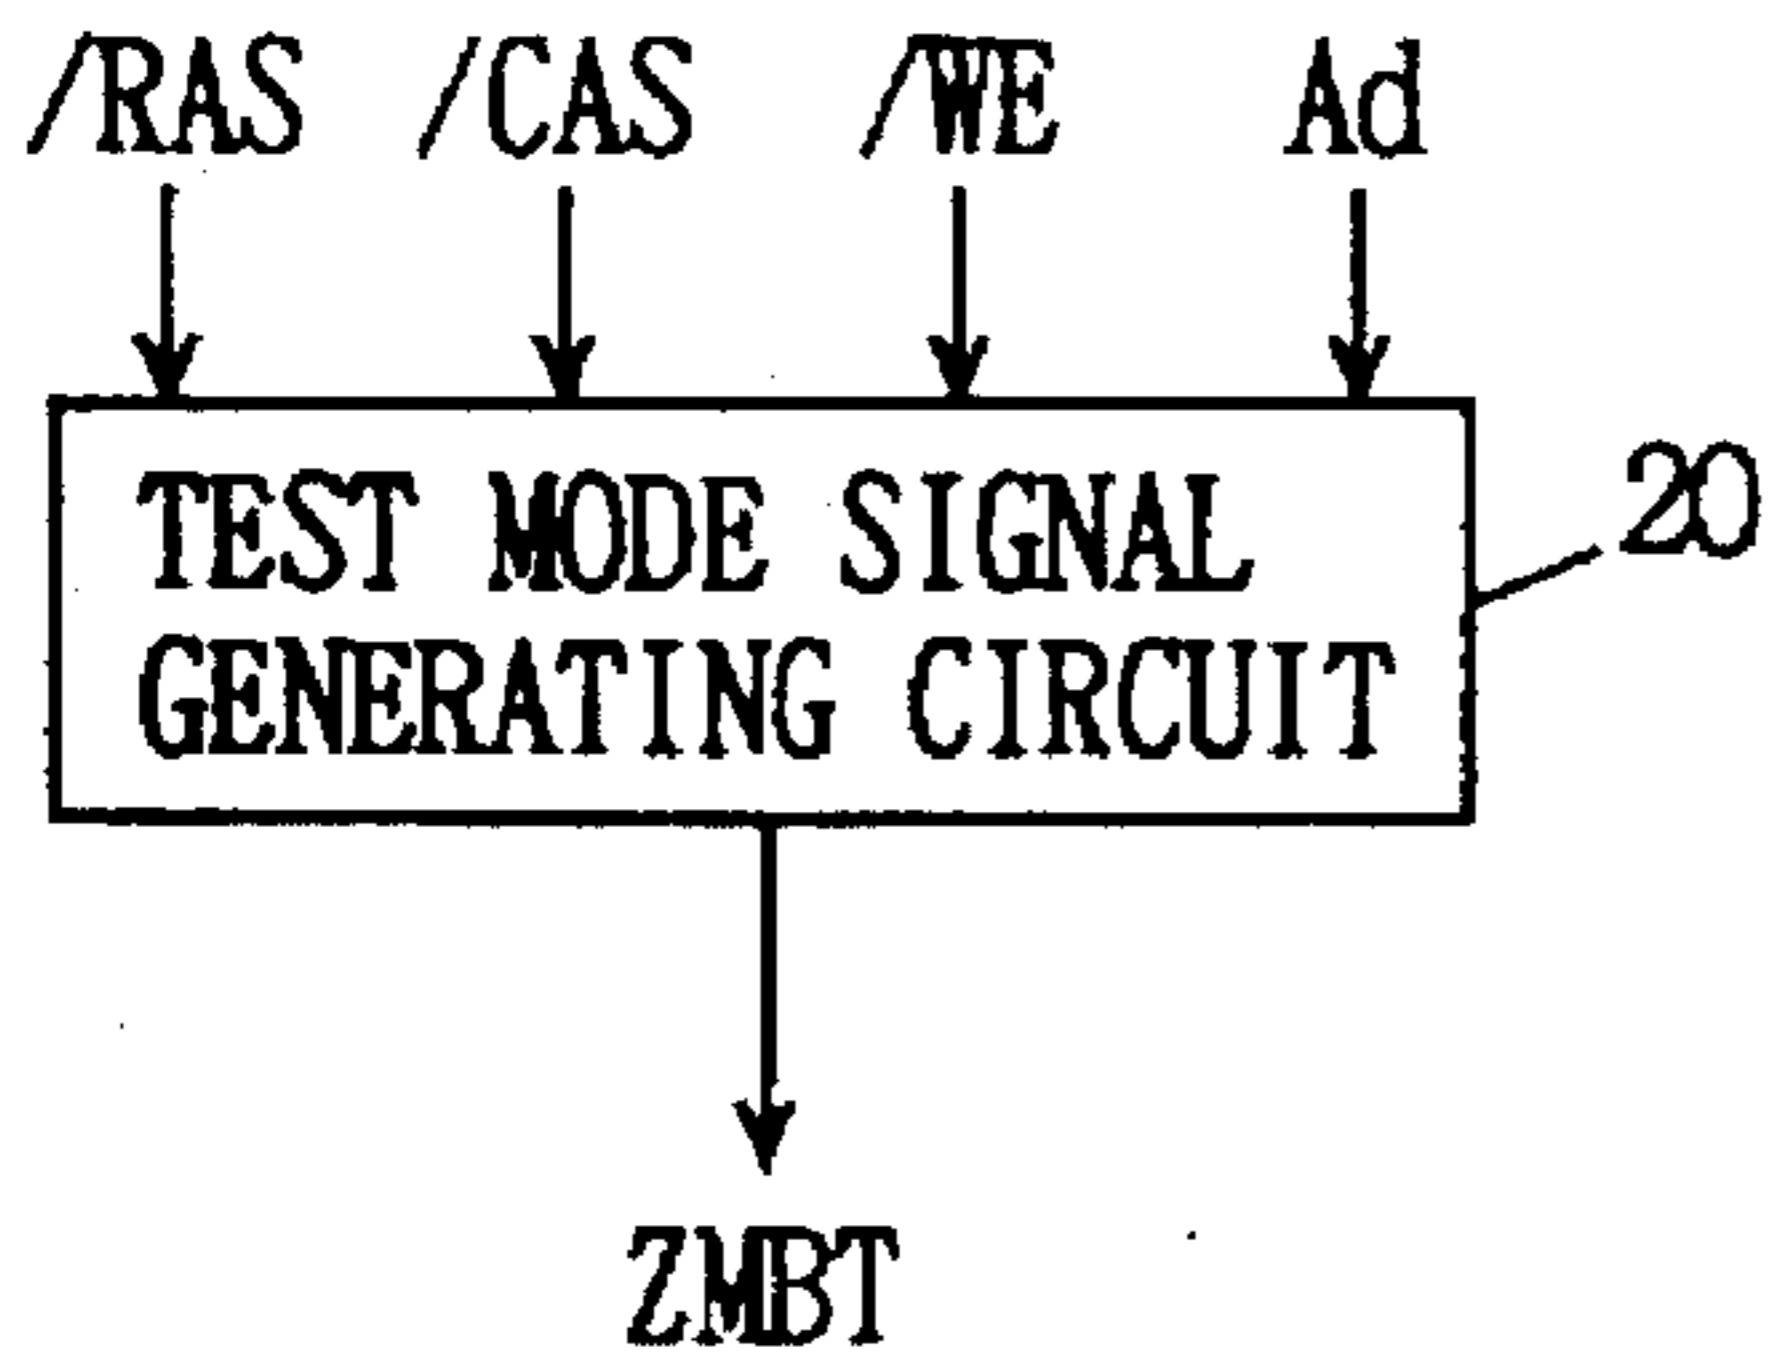 /RAS /CAS /WE Ad
TEST MODE SIGNAL
GENERATING CIRCUIT
20
ZMBT